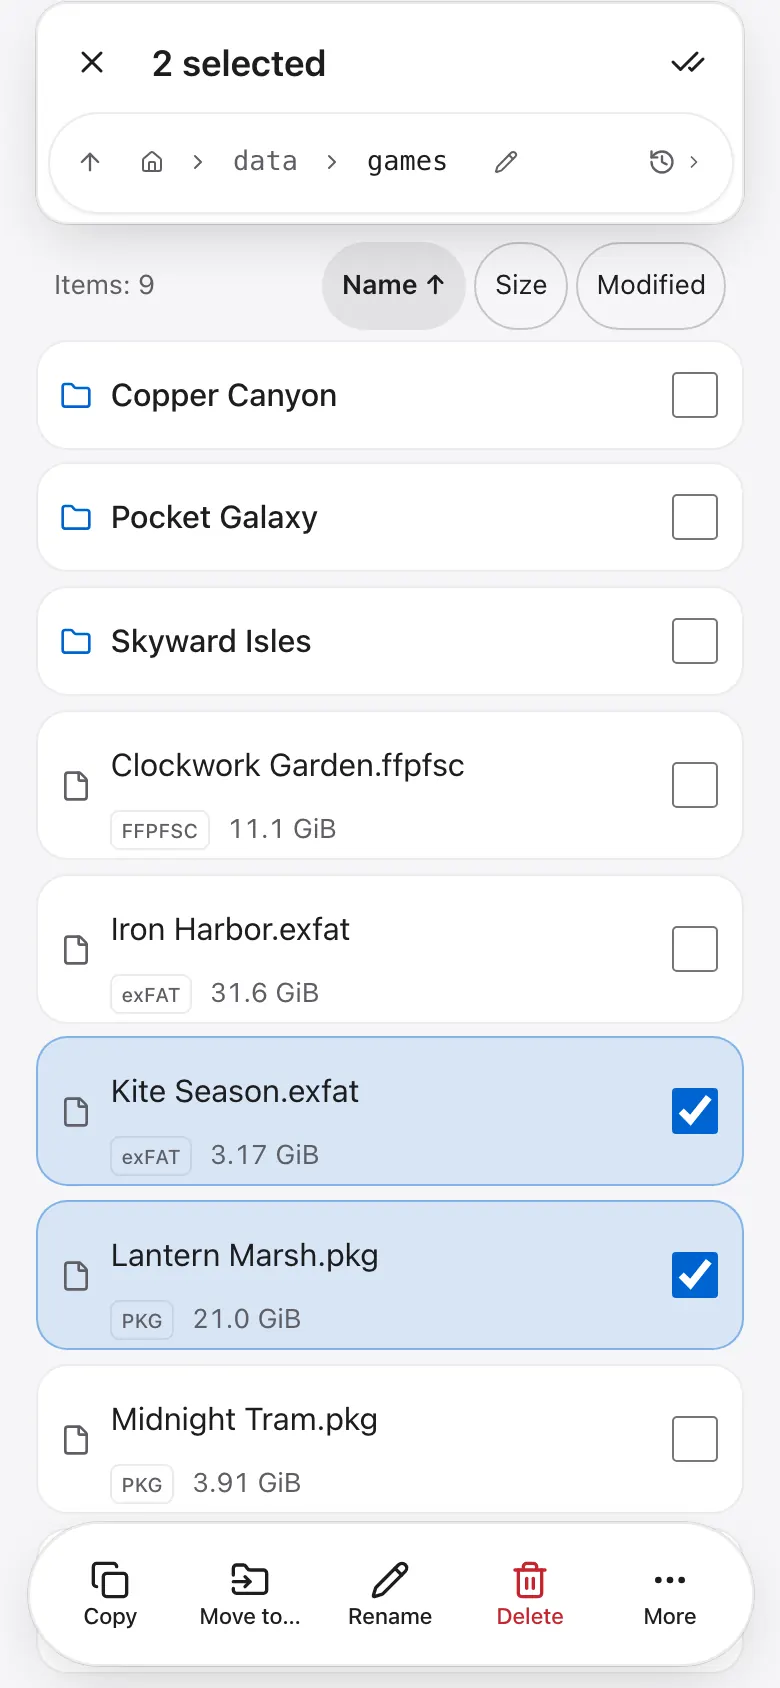 2 selected
data > games
Items: 9
Name ↑ Size Modified
Copper Canyon
Pocket Galaxy
Skyward Isles
Clockwork Garden.ffpfsc
FFPFSC 11.1 GiB
Iron Harbor.exfat
exFAT 31.6 GiB
Kite Season.exfat
exFAT 3.17 GiB
Lantern Marsh.pkg
PKG 21.0 GiB
Midnight Tram.pkg
PKG 3.91 GiB
Copy Move to... Rename Delete More